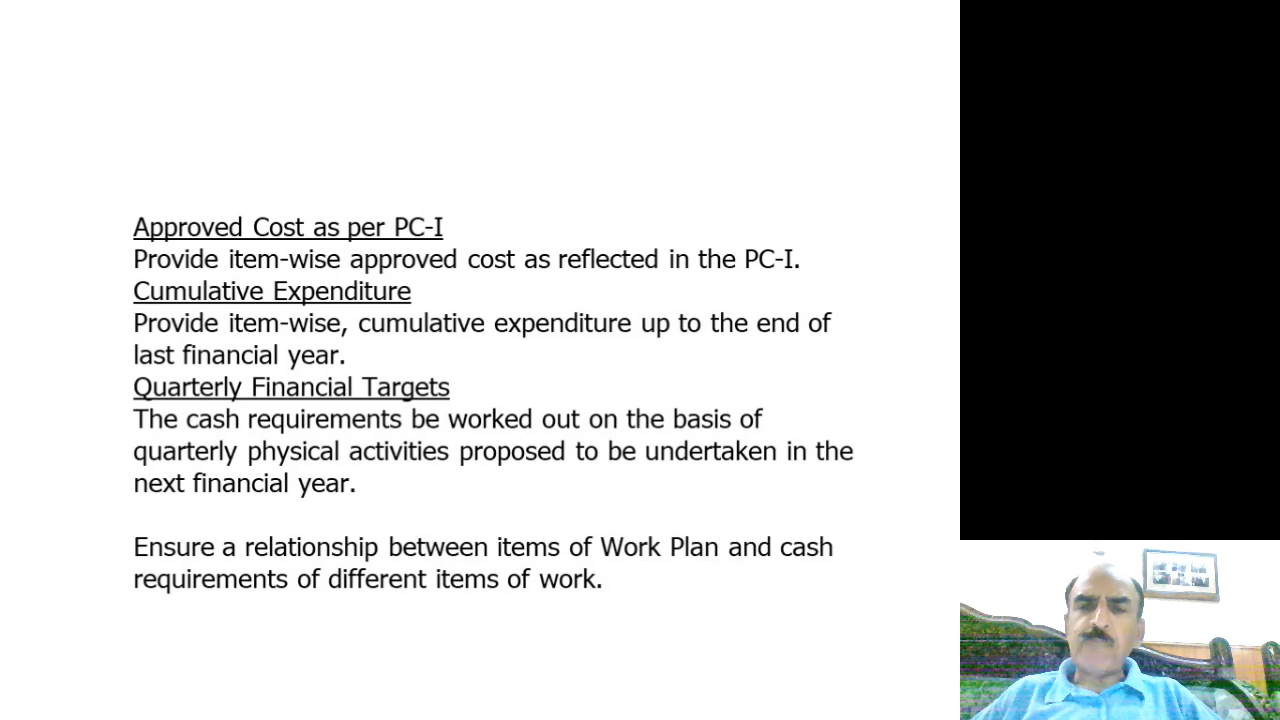 Approved Cost as per PC-I
Provide item-wise approved cost as reflected in the PC-I.
Cumulative Expenditure
Provide item-wise, cumulative expenditure up to the end of
last financial year.
Quarterly Financial Targets
The cash requirements be worked out on the basis of
quarterly physical activities proposed to be undertaken in the
next financial year.
Ensure a relationship between items of Work Plan and cash
requirements of different items of work.